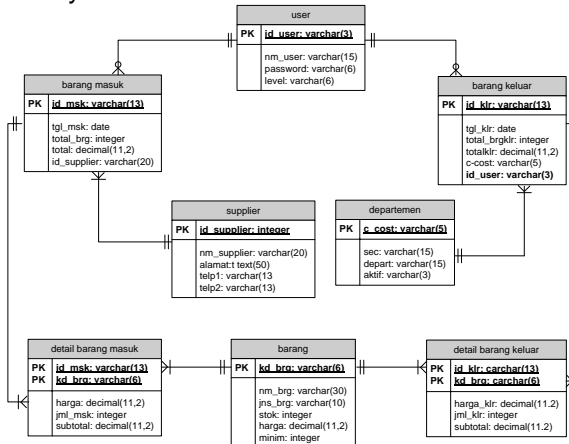 user
PK id_user: varchar(3)
nm_user: varchar(15)
password: varchar(6)
level: varchar(6)
barang masuk
PK id_msk: varchar(13)
tgl_msk: date
total_brg: integer
total: decimal(11,2)
id_supplier: varchar(20)
barang keluar
PK id_klr: varchar(13)
tgl_klr: date
total_brgklr: integer
totalklr: decimal(11,2)
c-cost: varchar(5)
id_user: varchar(3)
supplier
PK id_supplier: integer
nm_supplier: varchar(20)
alamat:t text(50)
telp1: varchar(13
telp2: varchar(13)
departemen
PK c_cost: varchar(5)
sec: varchar(15)
depart: varchar(15)
aktif: varchar(3)
detail barang masuk
PK id_msk: varchar(13)
PK kd_brg: varchar(6)
harga: decimal(11,2)
jml_msk: integer
subtotal: decimal(11,2)
barang
PK kd_brg: varchar(6)
nm_brg: varchar(30)
jns_brg: varchar(10)
stok: integer
harga: decimal(11,2)
minim: integer
detail barang keluar
PK id_klr: carchar(13)
PK kd_brg: carchar(6)
harga_klr: decimal(11.2)
jml_klr: integer
subtotal: decimal(11.2)